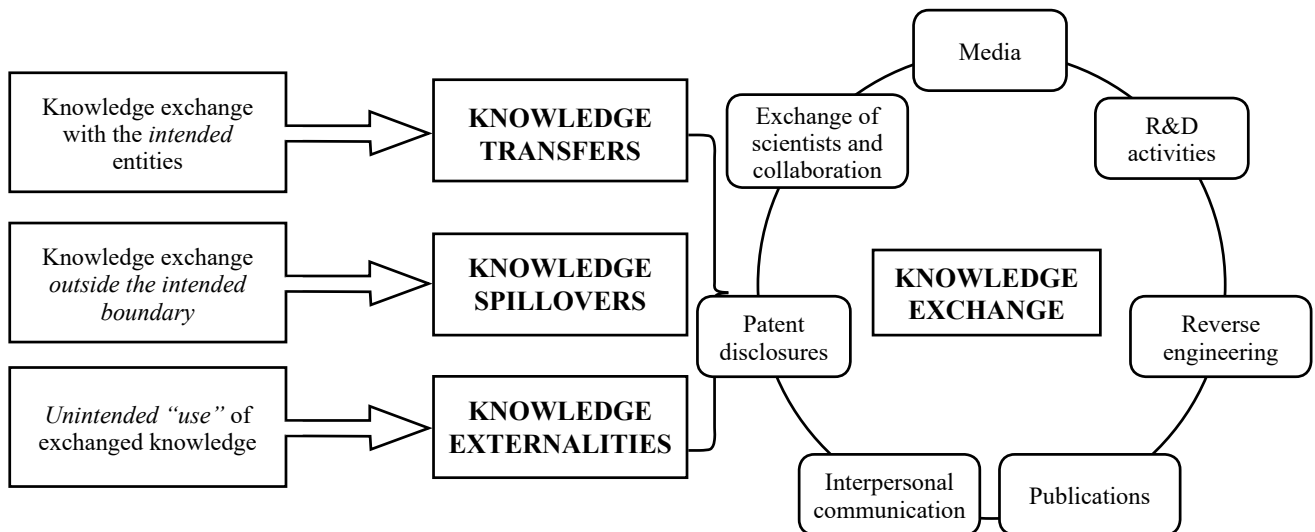 Knowledge exchange
with the intended
entities
KNOWLEDGE
TRANSFERS
Knowledge exchange
outside the intended
boundary
KNOWLEDGE
SPILLOVERS
Unintended “use” of
exchanged knowledge
KNOWLEDGE
EXTERNALITIES
Media
Exchange of
scientists and
collaboration
R&D
activities
KNOWLEDGE
EXCHANGE
Patent
disclosures
Reverse
engineering
Interpersonal
communication
Publications